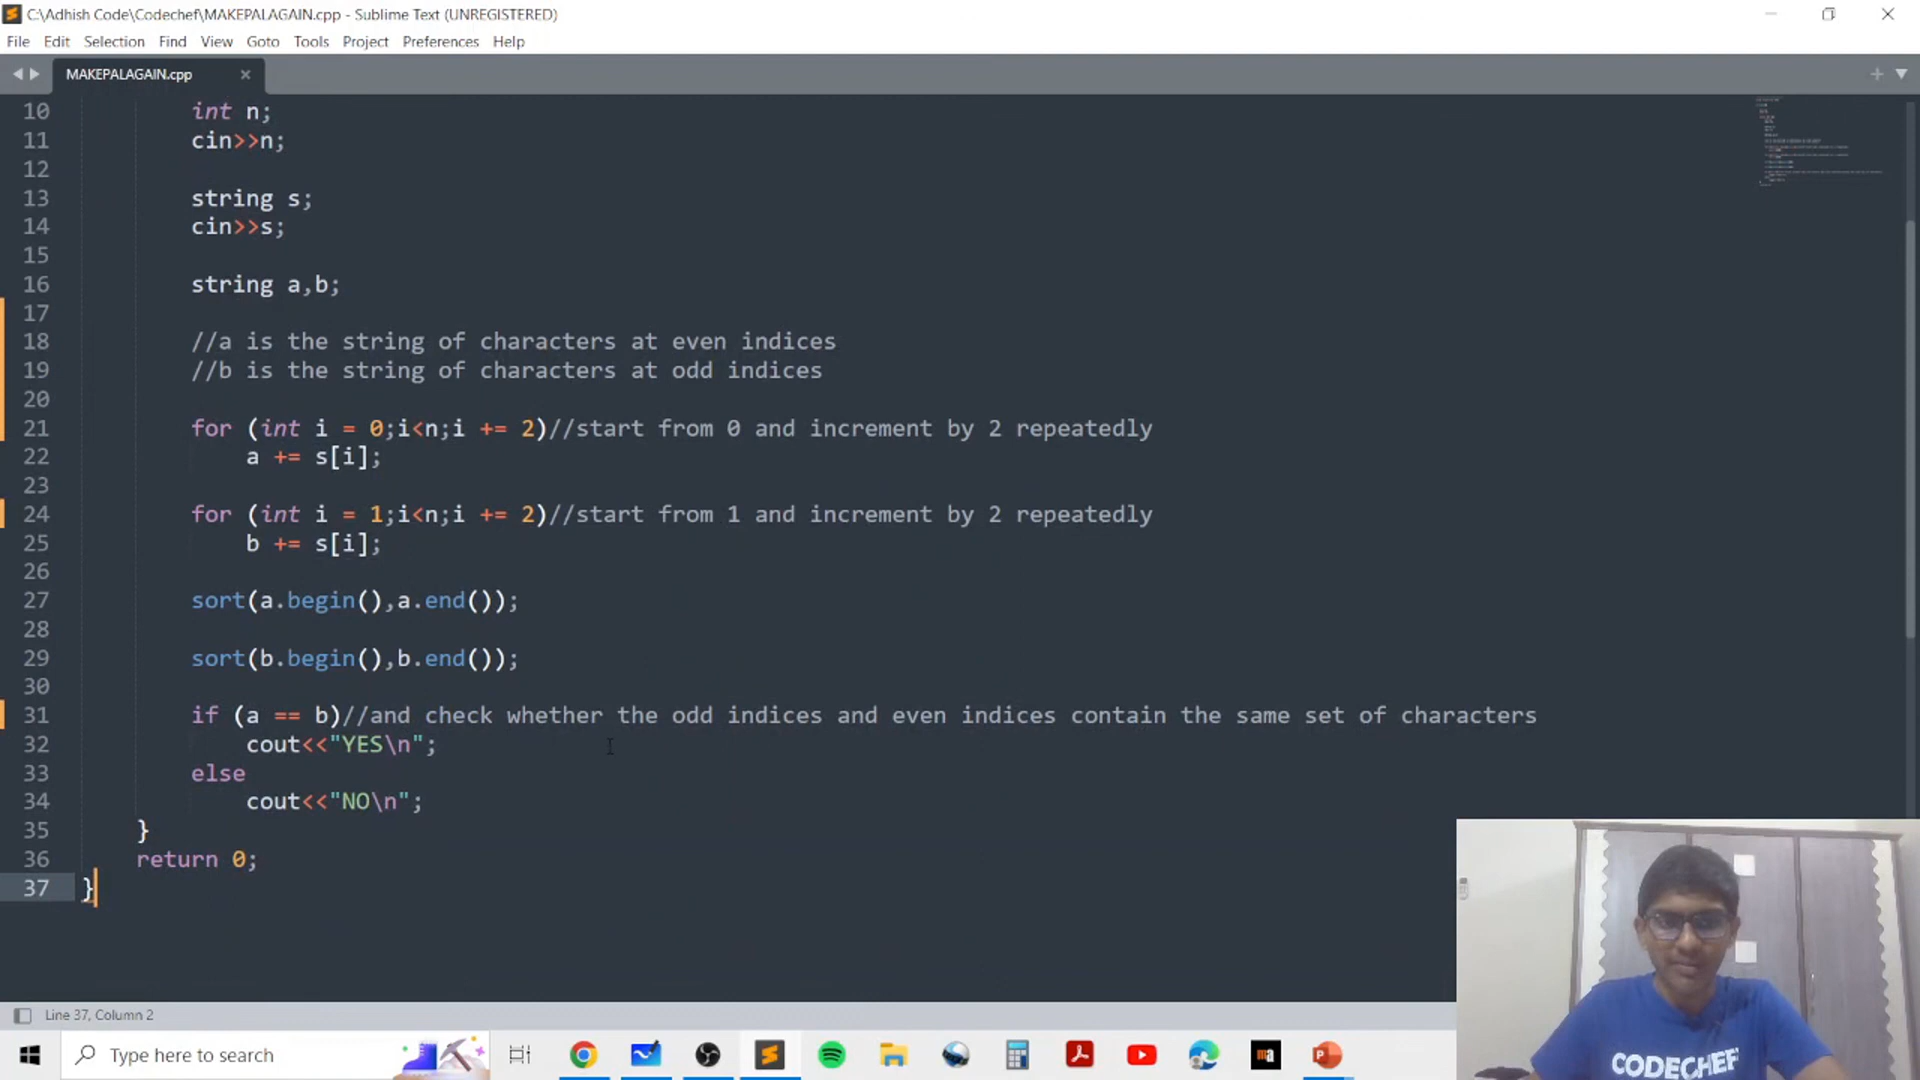 C:\Adhish Code\Codechef\MAKEPALAGAIN.cpp - Sublime Text (UNREGISTERED)
File Edit Selection Find View Goto Tools Project Preferences Help
MAKEPALAGAIN.cpp
10 int n;
11 cin>>n;
12
13 string s;
14 cin>>s;
15
16 string a,b;
17
18 //a is the string of characters at even indices
19 //b is the string of characters at odd indices
20
21 for (int i = 0;i<n;i += 2)//start from 0 and increment by 2 repeatedly
22 a += s[i];
23
24 for (int i = 1;i<n;i += 2)//start from 1 and increment by 2 repeatedly
25 b += s[i];
26
27 sort(a.begin(),a.end());
28
29 sort(b.begin(),b.end());
30
31 if (a == b)//and check whether the odd indices and even indices contain the same set of characters
32 cout<<"YES\n";
33 else
34 cout<<"NO\n";
35 }
36 return 0;
37 }
Line 37, Column 2
CODECHEF
Type here to search
ma